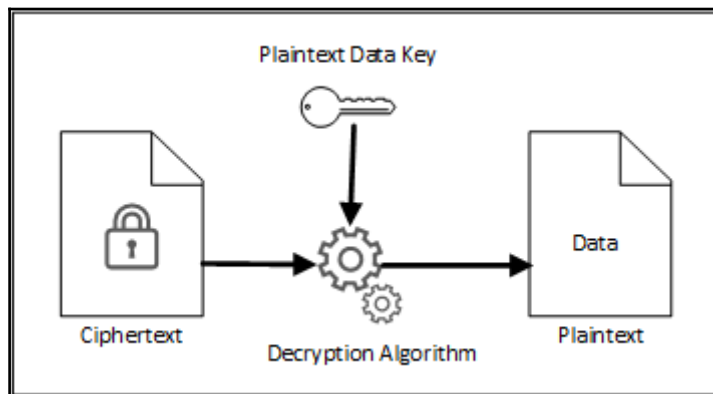 Plaintext Data Key
Data
Ciphertext
Decryption Algorithm
Plaintext